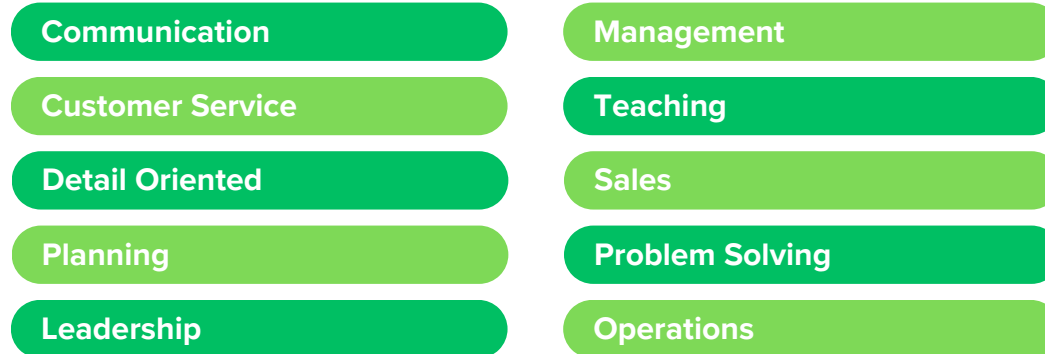 Communication
Customer Service
Detail Oriented
Planning
Leadership
Management
Teaching
Sales
Problem Solving
Operations